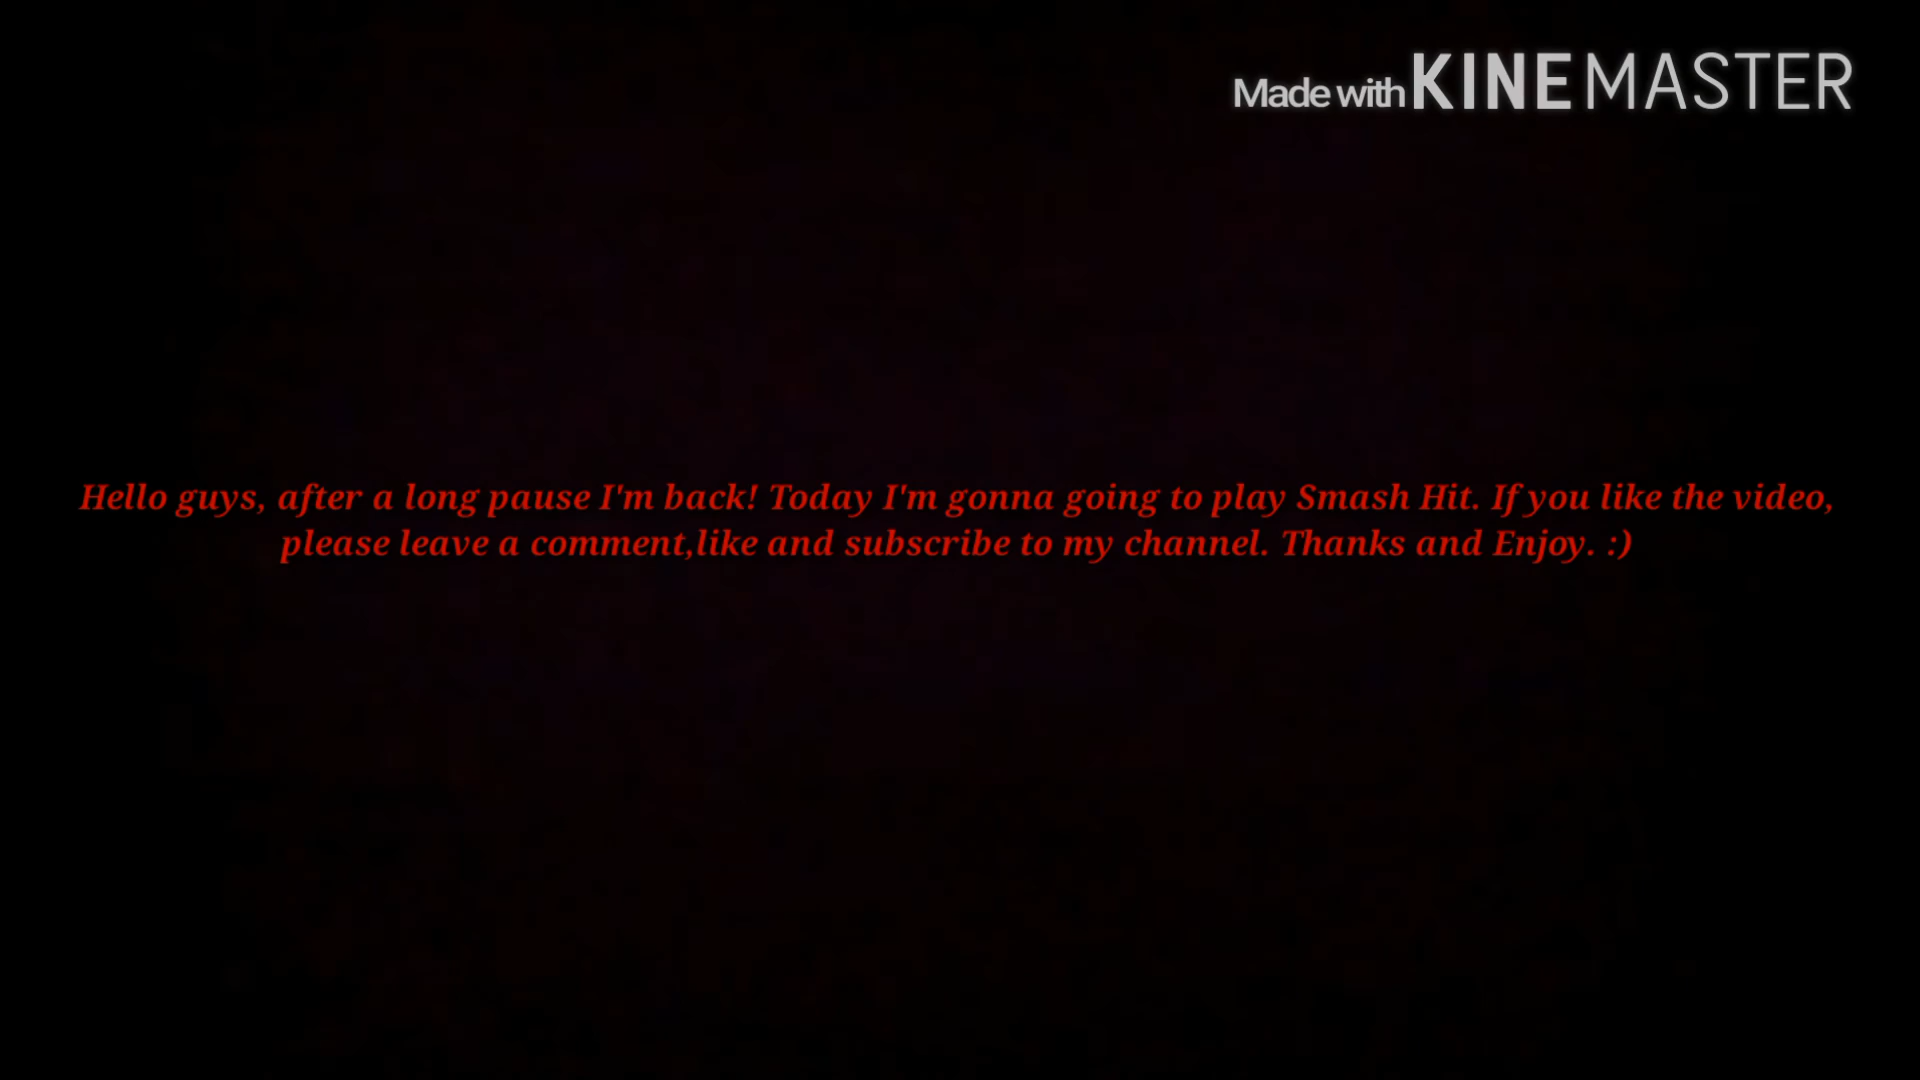 Made with KINEMASTER
Hello guys, after a long pause I'm back! Today I'm gonna going to play Smash Hit. If you like the video,
please leave a comment,like and subscribe to my channel. Thanks and Enjoy. :)